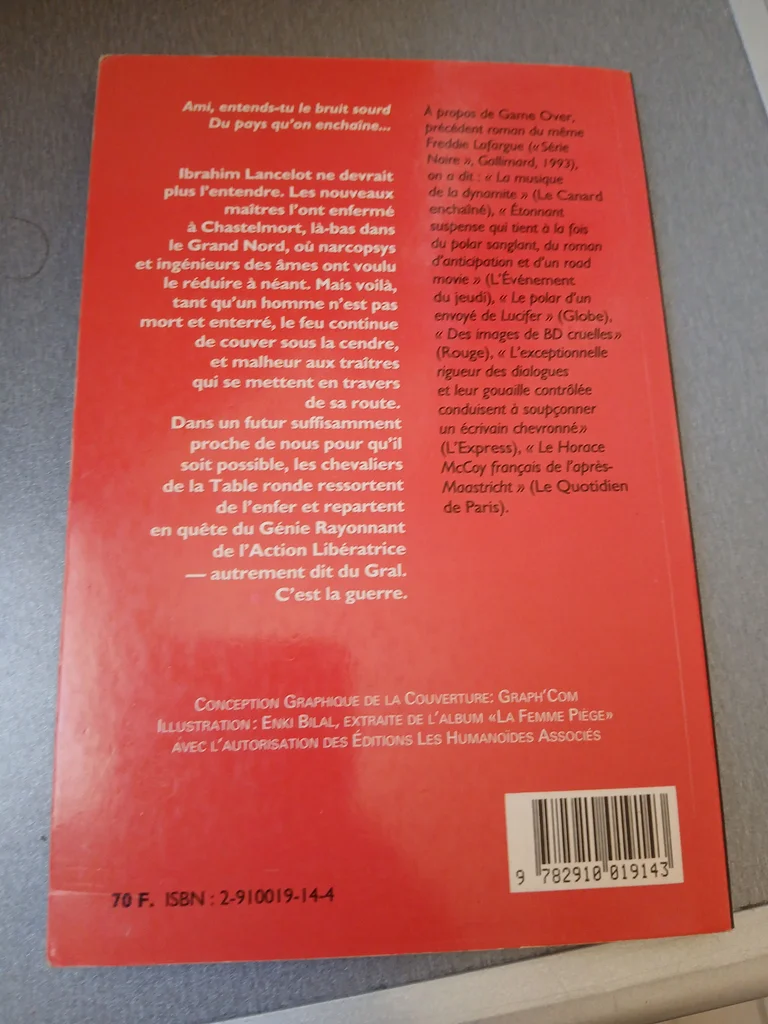 Ami, entends-tu le bruit sourd
Du pays qu'on enchaîne...
Ibrahim Lancelot ne devrait
plus l'entendre. Les nouveaux
maîtres l'ont enfermé
à Chastelmort, là-bas dans
le Grand Nord, où narcopsys
et ingénieurs des âmes ont voulu
le réduire à néant. Mais voilà,
tant qu'un homme n'est pas
mort et enterré, le feu continue
de couver sous la cendre,
et malheur aux traîtres
qui se mettent en travers
de sa route.
Dans un futur suffisamment
proche de nous pour qu'il
soit possible, les chevaliers
de la Table ronde ressortent
de l'enfer et repartent
en quête du Génie Rayonnant
de l'Action Libératrice
— autrement dit du Gral.
C'est la guerre.
À propos de Game Over,
précédent roman du même
Freddie Lafargue (« Série
Noire », Gallimard, 1993),
on a dit : « La musique
de la dynamite » (Le Canard
enchaîné), « Étonnant
suspense qui tient à la fois
du polar sanglant, du roman
d'anticipation et d'un road
movie » (L'Événement
du jeudi), « Le polar d'un
envoyé de Lucifer » (Globe),
« Des images de BD cruelles »
(Rouge), « L'exceptionnelle
rigueur des dialogues
et leur gouaille contrôlée
conduisent à soupçonner
un écrivain chevronné »
(L'Express), « Le Horace
McCoy français de l'après-
Maastricht » (Le Quotidien
de Paris).
CONCEPTION GRAPHIQUE DE LA COUVERTURE: GRAPH'COM
ILLUSTRATION: ENKI BILAL, EXTRAITE DE L'ALBUM «LA FEMME PIÈGE»
AVEC L'AUTORISATION DES ÉDITIONS LES HUMANOÏDES ASSOCIÉS
9 782910 019143
70 F. ISBN : 2-910019-14-4